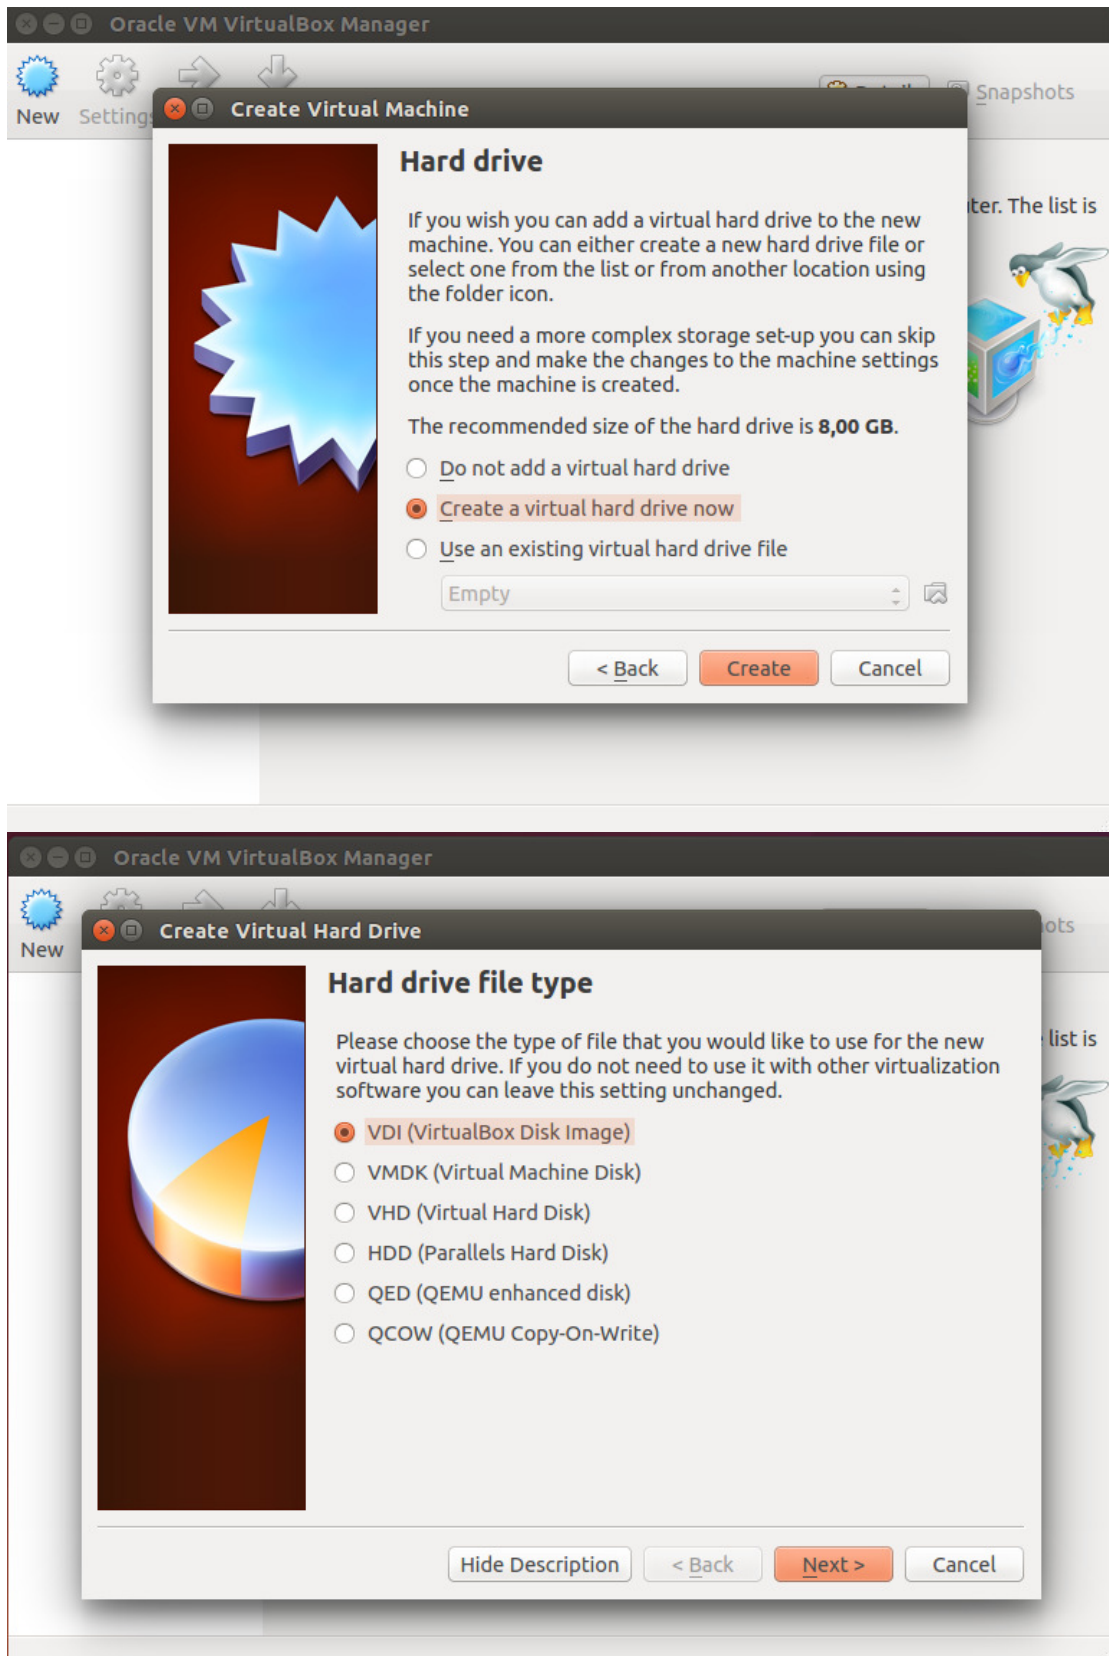 Oracle VM VirtualBox Manager
New
Snapshots
Create Virtual Machine
Hard drive
If you wish you can add a virtual hard drive to the new
machine. You can either create a new hard drive file or
select one from the list or from another location using
the folder icon.
If you need a more complex storage set-up you can skip
this step and make the changes to the machine settings
once the machine is created.
The recommended size of the hard drive is 8,00 GB.
Do not add a virtual hard drive
Create a virtual hard drive now
Use an existing virtual hard drive file
Empty
< Back
Create
Cancel
The list is
Oracle VM VirtualBox Manager
New
Create Virtual Hard Drive
Hard drive file type
Please choose the type of file that you would like to use for the new
virtual hard drive. If you do not need to use it with other virtualization
software you can leave this setting unchanged.
VDI (VirtualBox Disk Image)
VMDK (Virtual Machine Disk)
VHD (Virtual Hard Disk)
HDD (Parallels Hard Disk)
QED (QEMU enhanced disk)
QCOW (QEMU Copy-On-Write)
Hide Description
< Back
Next >
Cancel
list is